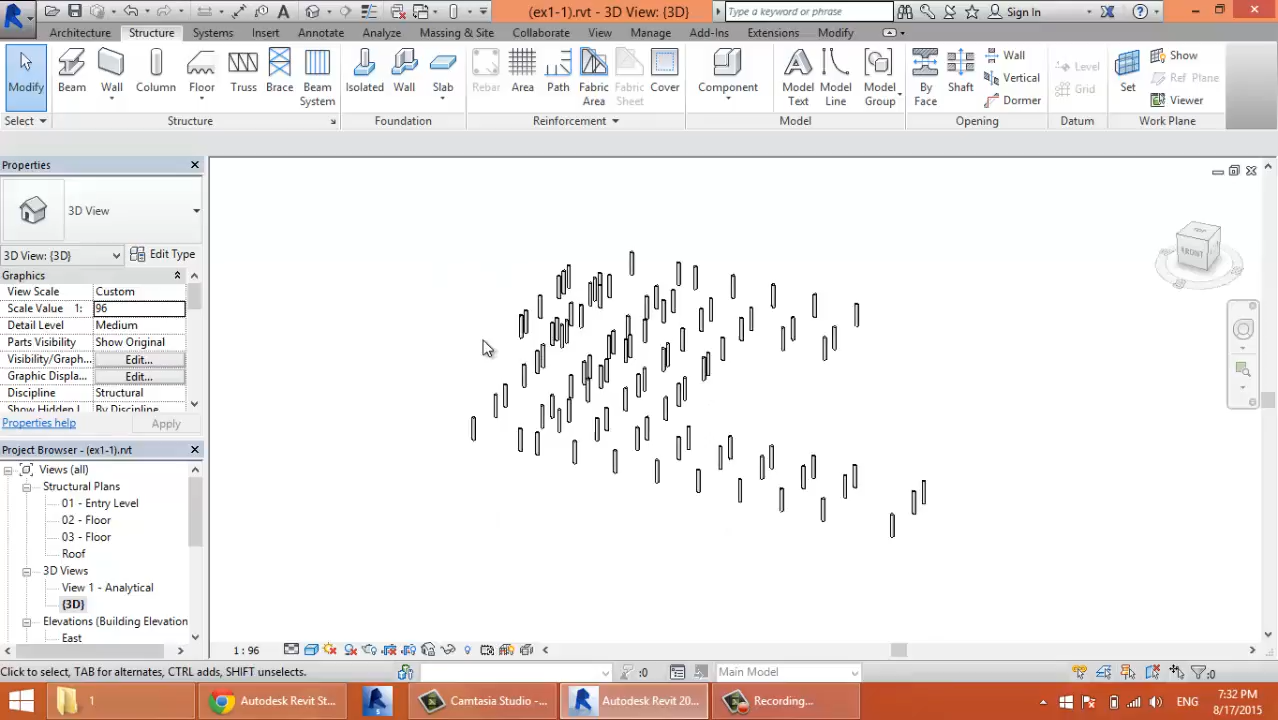 (ex1-1).rvt - 3D View: {3D}
Type a keyword or phrase
Sign In
Architecture Structure Systems Insert Annotate Analyze Massing & Site Collaborate View Manage Add-Ins Extensions Modify
Modify Beam Wall Column Floor Truss Brace Beam System Isolated Wall Slab Rebar Area Path Fabric Area Fabric Sheet Cover Component Model Text Model Line Model Group By Face Shaft Wall Vertical Dormer Level Grid Set Show Ref Plane Viewer
Select Structure Foundation Reinforcement Model Opening Datum Work Plane
Properties
3D View
3D View: {3D} Edit Type
Graphics
View Scale Custom
Scale Value 1: 96
Detail Level Medium
Parts Visibility Show Original
Visibility/Graph... Edit...
Graphic Displa... Edit...
Discipline Structural
Show Hidden L By Discipline
Properties help Apply
Project Browser - (ex1-1).rvt
Views (all)
Structural Plans
01 - Entry Level
02 - Floor
03 - Floor
Roof
3D Views
View 1 - Analytical
{3D}
Elevations (Building Elevation
East
FRONT
1 : 96
Click to select, TAB for alternates, CTRL adds, SHIFT unselects.
:0
Main Model
:0
1
Autodesk Revit St...
Camtasia Studio -...
Autodesk Revit 20...
Recording...
ENG
7:32 PM
8/17/2015